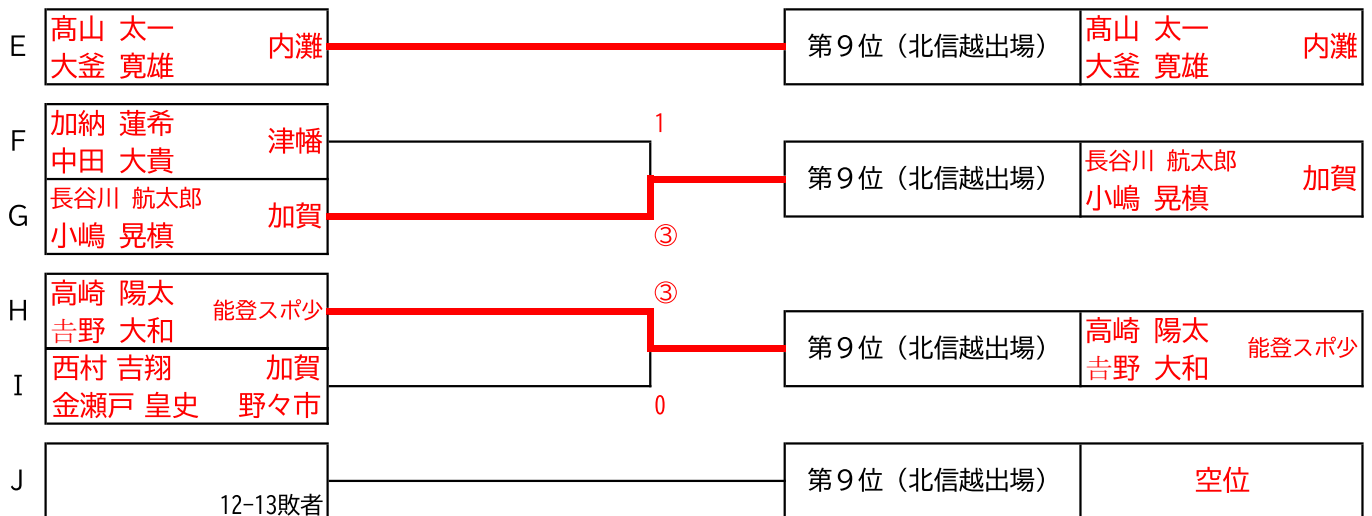 E
髙山 太一
大釜 寛雄
内灘
第９位（北信越出場）
髙山 太一
大釜 寛雄
内灘
F
加納 蓮希
中田 大貴
津幡
1
G
長谷川 航太郎
小嶋 晃槙
加賀
③
第９位（北信越出場）
長谷川 航太郎
小嶋 晃槙
加賀
H
高崎 陽太
𠮷野 大和
能登スポ少
③
I
西村 吉翔 加賀
金瀬戸 皇史 野々市
0
第９位（北信越出場）
高崎 陽太
𠮷野 大和
能登スポ少
J
12-13敗者
第９位（北信越出場）
空位